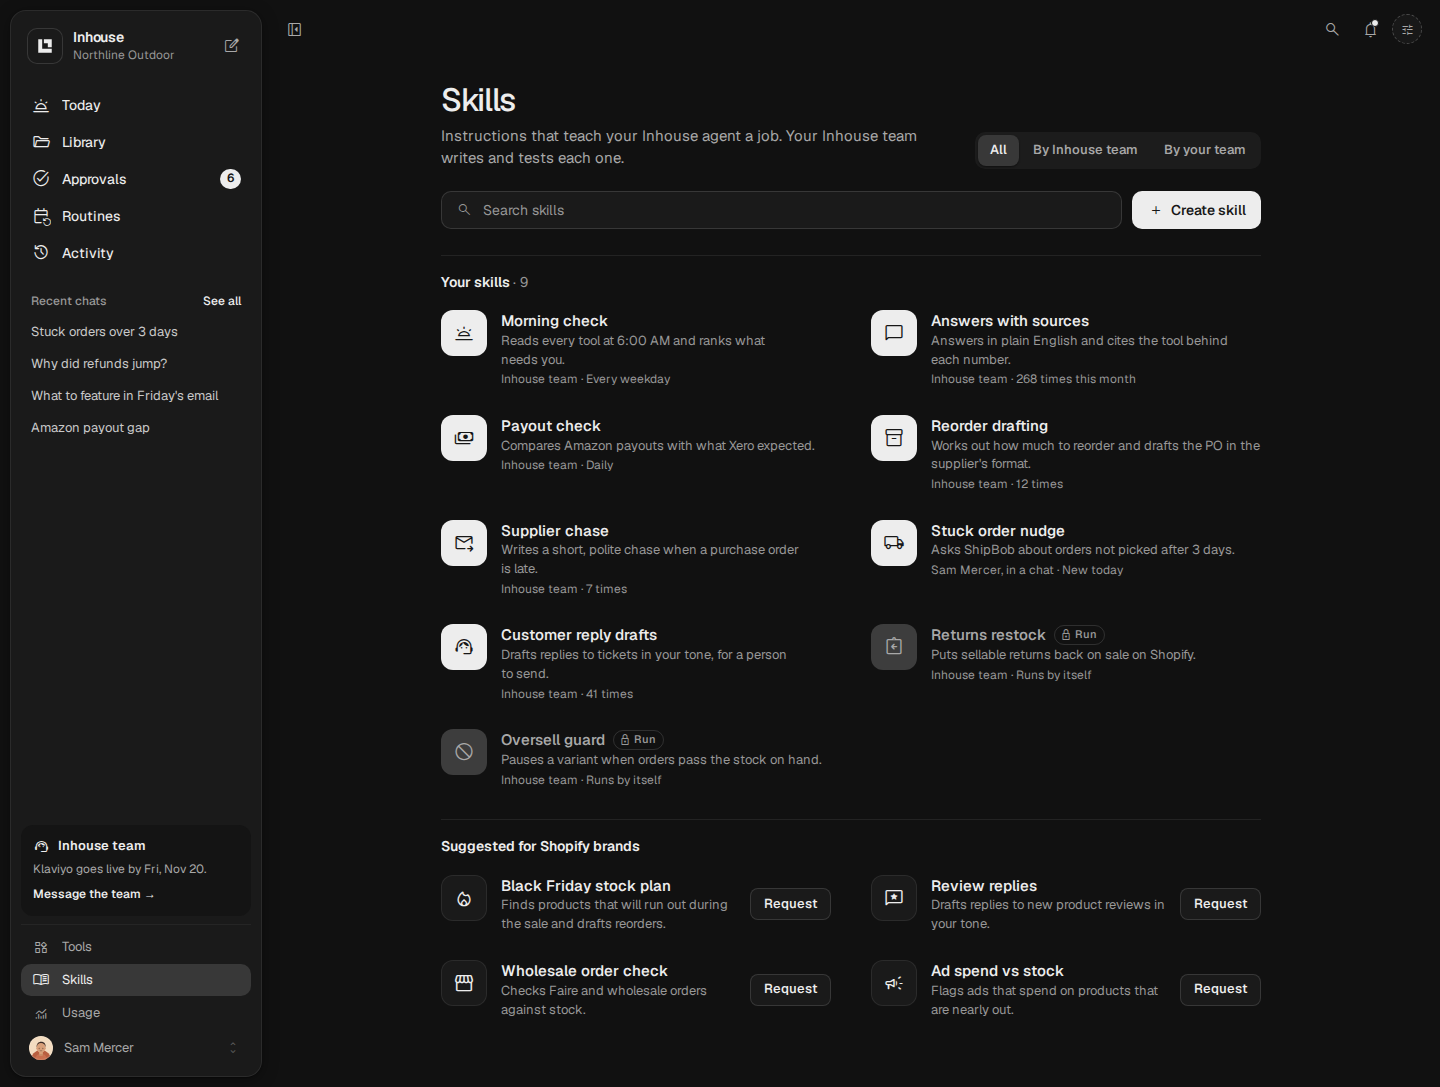 Inhouse
Northline Outdoor
Today
Library
Approvals
6
Routines
Activity
Recent chats
See all
Stuck orders over 3 days
Why did refunds jump?
What to feature in Friday's email
Amazon payout gap
Inhouse team
Klaviyo goes live by Fri, Nov 20.
Message the team →
Tools
Skills
Usage
Sam Mercer
Skills
Instructions that teach your Inhouse agent a job. Your Inhouse team
writes and tests each one.
All
By Inhouse team
By your team
Search skills
+ Create skill
Your skills · 9
Morning check
Reads every tool at 6:00 AM and ranks what
needs you.
Inhouse team · Every weekday
Answers with sources
Answers in plain English and cites the tool behind
each number.
Inhouse team · 268 times this month
Payout check
Compares Amazon payouts with what Xero expected.
Inhouse team · Daily
Reorder drafting
Works out how much to reorder and drafts the PO in the
supplier's format.
Inhouse team · 12 times
Supplier chase
Writes a short, polite chase when a purchase order
is late.
Inhouse team · 7 times
Stuck order nudge
Asks ShipBob about orders not picked after 3 days.
Sam Mercer, in a chat · New today
Customer reply drafts
Drafts replies to tickets in your tone, for a person
to send.
Inhouse team · 41 times
Returns restock
Run
Puts sellable returns back on sale on Shopify.
Inhouse team · Runs by itself
Oversell guard
Run
Pauses a variant when orders pass the stock on hand.
Inhouse team · Runs by itself
Suggested for Shopify brands
Black Friday stock plan
Finds products that will run out during
the sale and drafts reorders.
Request
Review replies
Drafts replies to new product reviews in
your tone.
Request
Wholesale order check
Checks Faire and wholesale orders
against stock.
Request
Ad spend vs stock
Flags ads that spend on products that
are nearly out.
Request